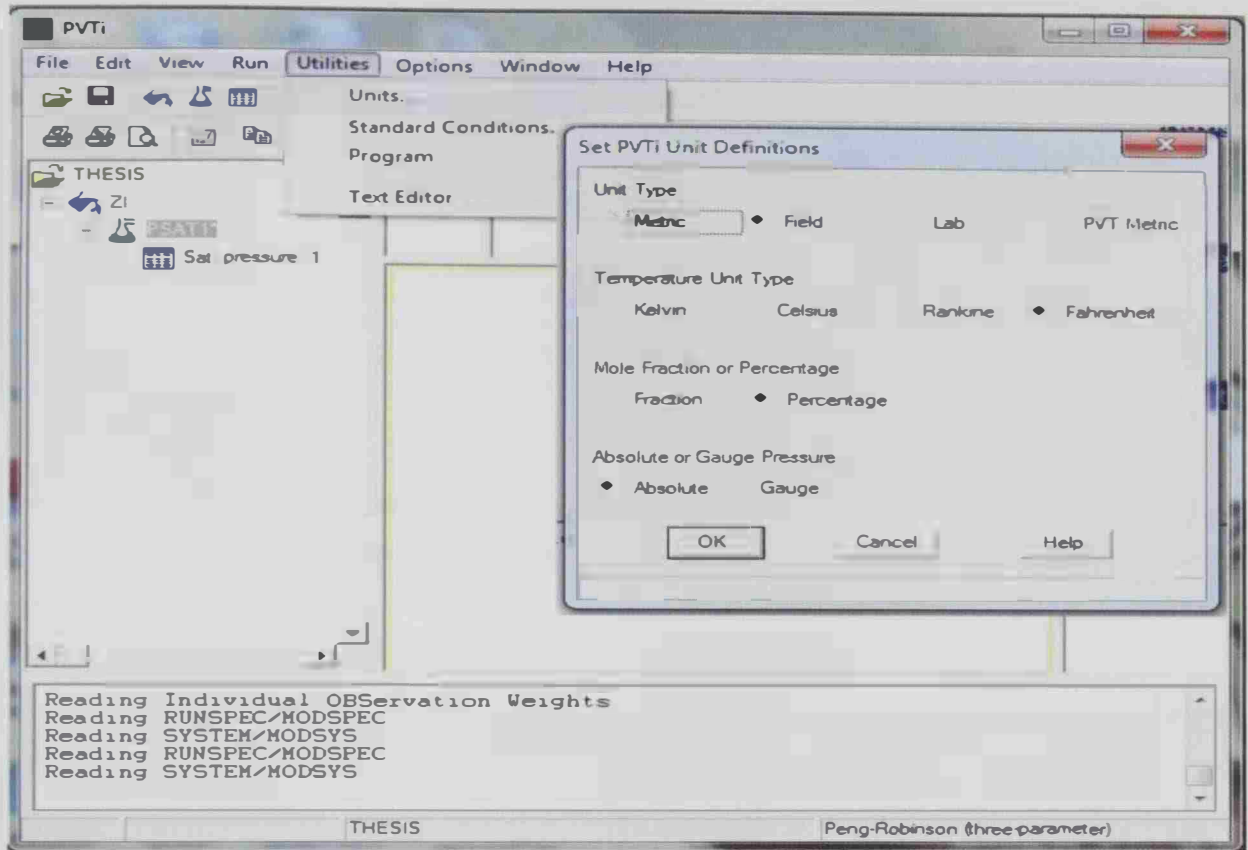 PVTi
File Edit View Run Utilities Options Window Help
Units.
Standard Conditions.
Program
Text Editor
THESIS
ZI
PSAT1*
Sat pressure 1
Set PVTi Unit Definitions
Unit Type
Metric Field Lab PVT Metric
Temperature Unit Type
Kelvin Celsius Rankine Fahrenheit
Mole Fraction or Percentage
Fraction Percentage
Absolute or Gauge Pressure
Absolute Gauge
OK Cancel Help
Reading Individual OBServation Weights
Reading RUNSPEC/MODSPEC
Reading SYSTEM/MODSYS
Reading RUNSPEC/MODSPEC
Reading SYSTEM/MODSYS
THESIS Peng-Robinson (three-parameter)